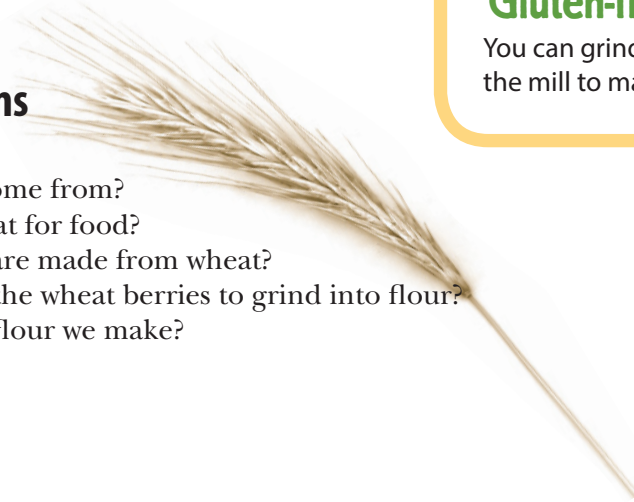 Gluten-f
You can grind
the mill to ma
ns
ome from?
at for food?
are made from wheat?
the wheat berries to grind into flour?
flour we make?